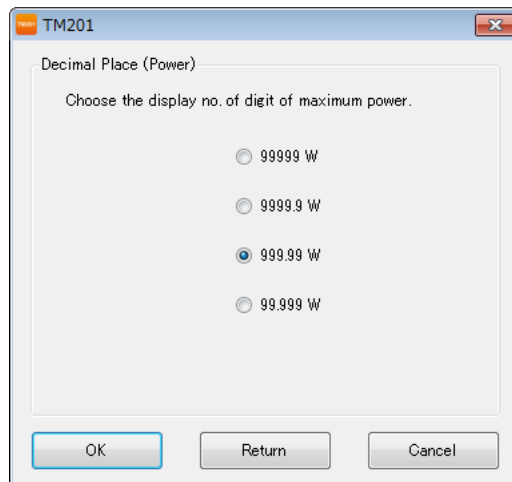 TM201
Decimal Place (Power)
Choose the display no. of digit of maximum power.
99999 W
9999.9 W
999.99 W
99.999 W
OK Return Cancel